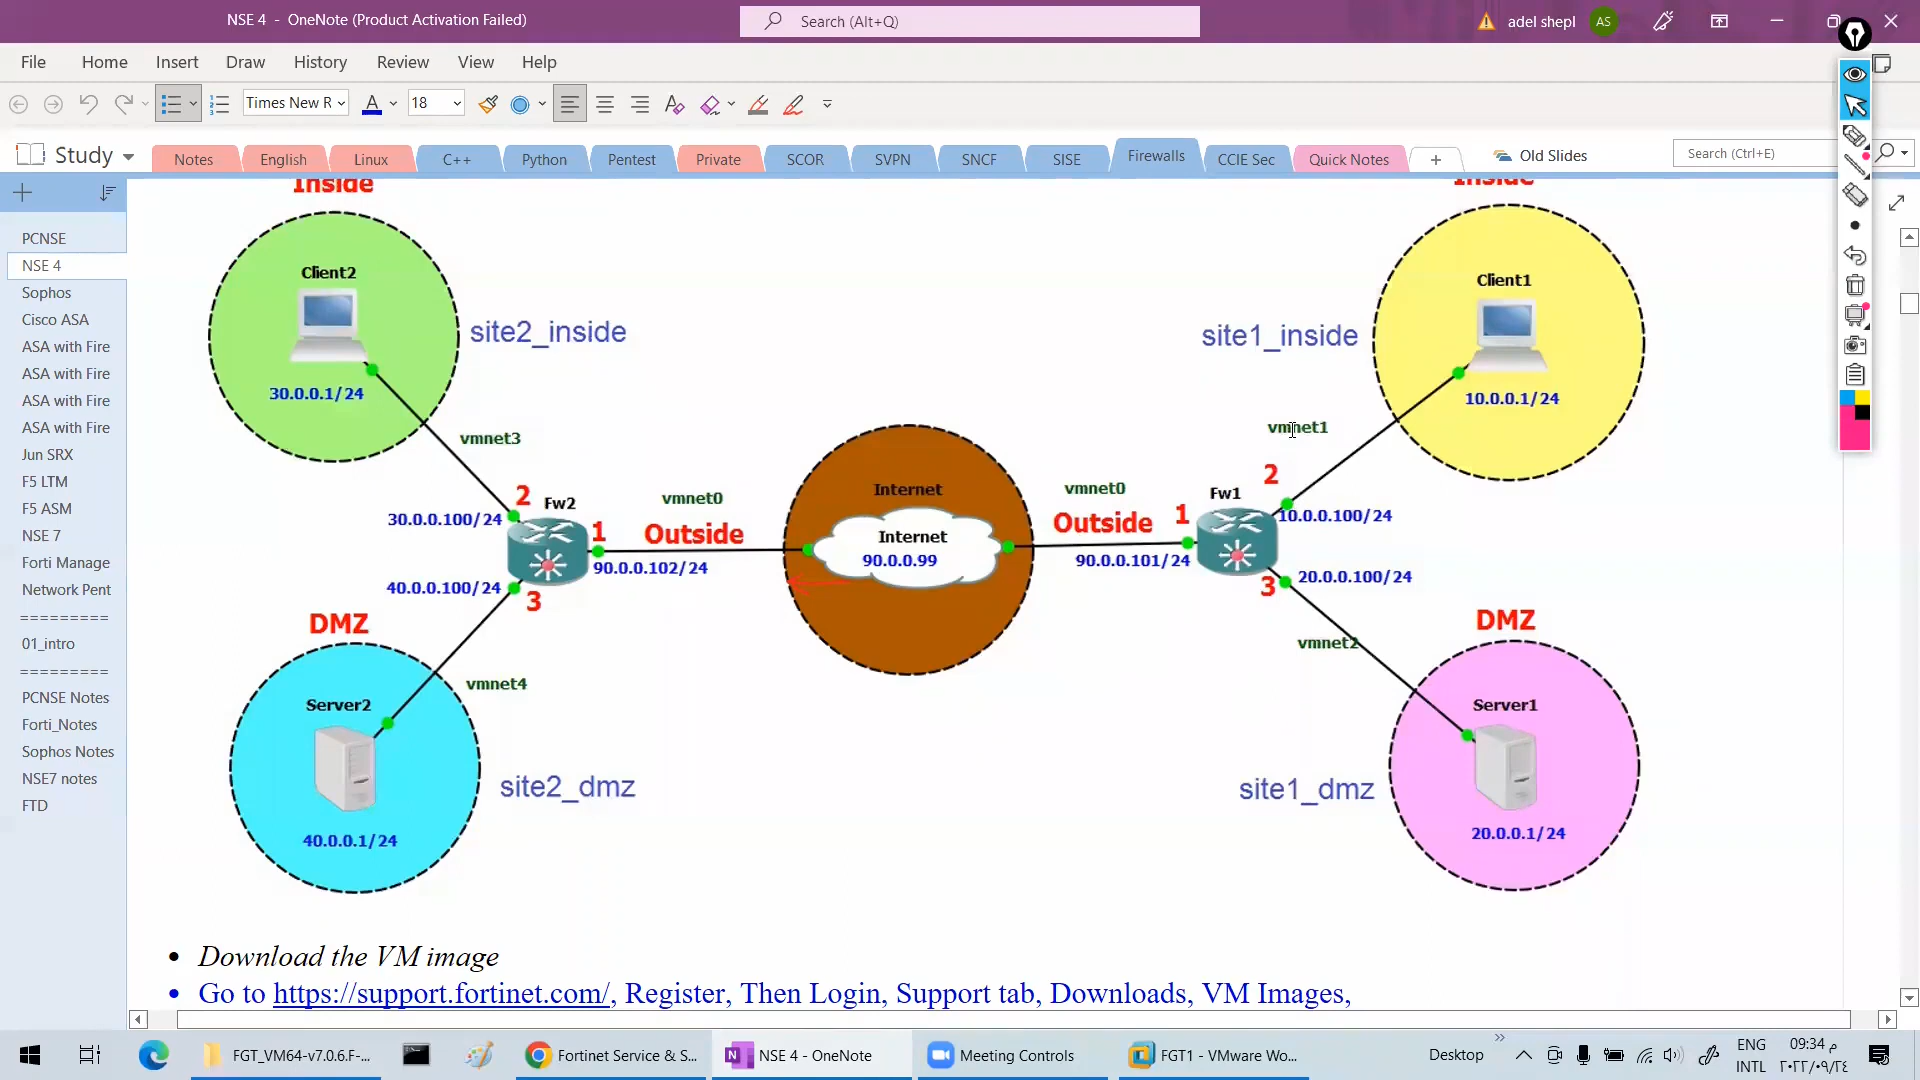 NSE 4 - OneNote (Product Activation Failed)
Search (Alt+Q)
adel shepl
AS
File
Home
Insert
Draw
History
Review
View
Help
Times New R
A
18
Study
Notes
English
Linux
C++
Python
Pentest
Private
SCOR
SVPN
SNCF
SISE
Firewalls
CCIE Sec
Quick Notes
+
Old Slides
Search (Ctrl+E)
PCNSE
NSE 4
Sophos
Cisco ASA
ASA with Fire
ASA with Fire
ASA with Fire
ASA with Fire
Jun SRX
F5 LTM
F5 ASM
NSE 7
Forti Manage
Network Pent
=========
01_intro
=========
PCNSE Notes
Forti_Notes
Sophos Notes
NSE7 notes
FTD
Inside
Inside
Client2
Client1
site2_inside
site1_inside
30.0.0.1/24
10.0.0.1/24
vmnet3
vmnet1
2
Fw2
vmnet0
Internet
vmnet0
Fw1
2
30.0.0.100/24
1
Outside
Internet
Outside
1
10.0.0.100/24
90.0.0.102/24
90.0.0.99
90.0.0.101/24
40.0.0.100/24
3
3
20.0.0.100/24
DMZ
DMZ
vmnet2
vmnet4
Server2
Server1
site2_dmz
site1_dmz
40.0.0.1/24
20.0.0.1/24
• Download the VM image
• Go to https://support.fortinet.com/, Register, Then Login, Support tab, Downloads, VM Images,
FGT_VM64-v7.0.6.F-...
Fortinet Service & S...
NSE 4 - OneNote
Meeting Controls
FGT1 - VMware Wo...
Desktop
ENG
INTL
09:34 م
٢٠٢٢/٠٩/٢٤